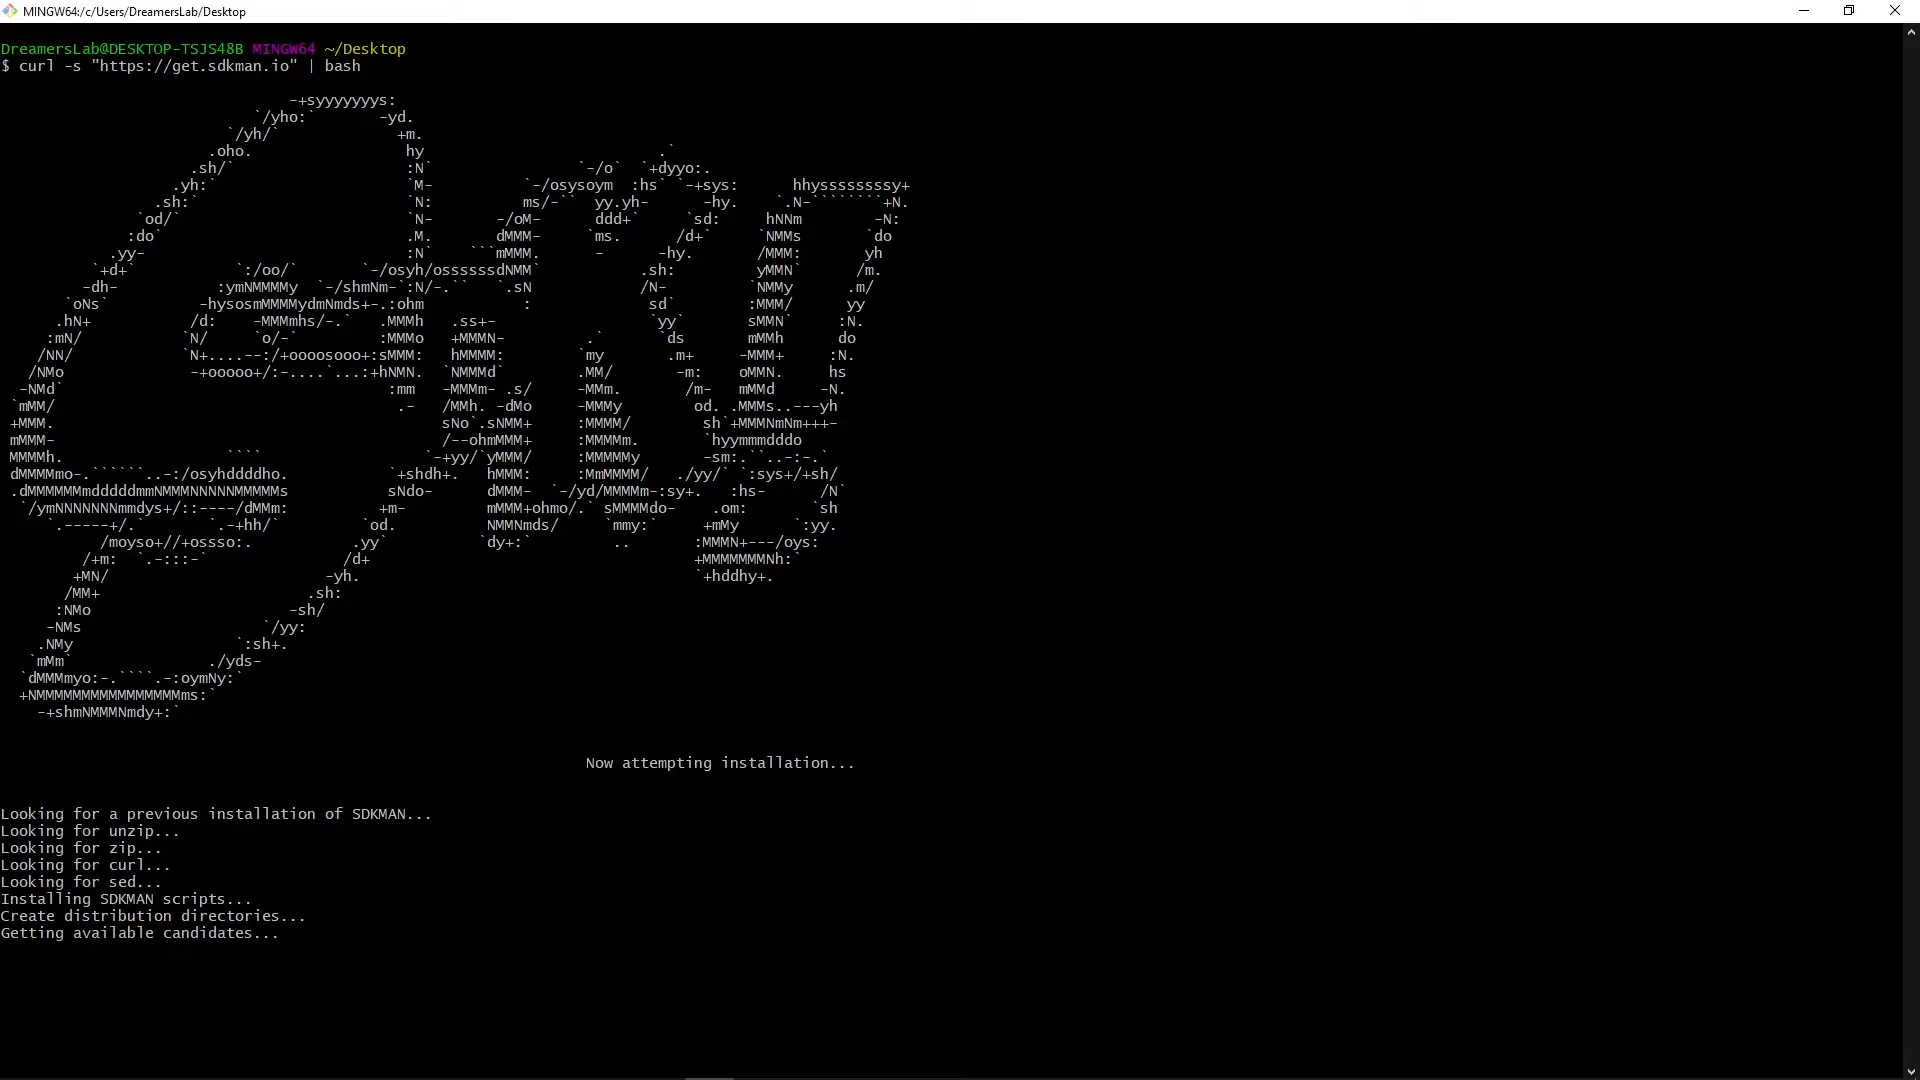 MINGW64:/c/Users/DreamersLab/Desktop
DreamersLab@DESKTOP-TSJS48B MINGW64 ~/Desktop
$ curl -s "https://get.sdkman.io" | bash
Now attempting installation...
Looking for a previous installation of SDKMAN...
Looking for unzip...
Looking for zip...
Looking for curl...
Looking for sed...
Installing SDKMAN scripts...
Create distribution directories...
Getting available candidates...